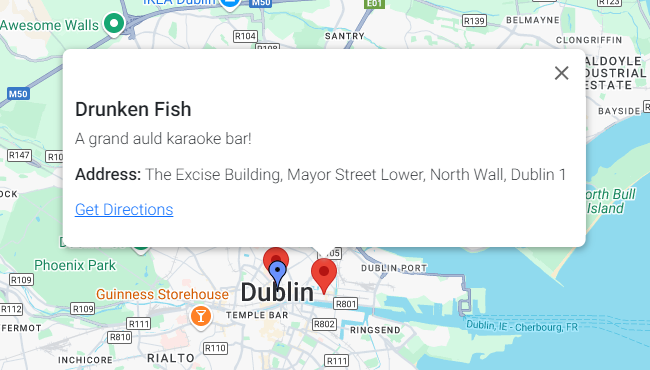 IKEA Dublin
M50
E01
R139
BELMAYNE
Awesome Walls
R104
SANTRY
CLONGRIFFIN
R108
ALDOYLE
DUSTRIAL
ESTATE
M50
BAYSIDE
Drunken Fish
A grand auld karaoke bar!
R147
Address: The Excise Building, Mayor Street Lower, North Wall, Dublin 1
OCK
orth Bull
Island
Get Directions
Phoenix Park
R105
DUBLIN PORT
R112
R109
Guinness Storehouse
Dublin
R801
R109
TEMPLE BAR
R111
R802
RINGSEND
Dublin, IE - Cherbourg, FR
FERMOT
R810
INCHICORE
RIALTO
R110
R111